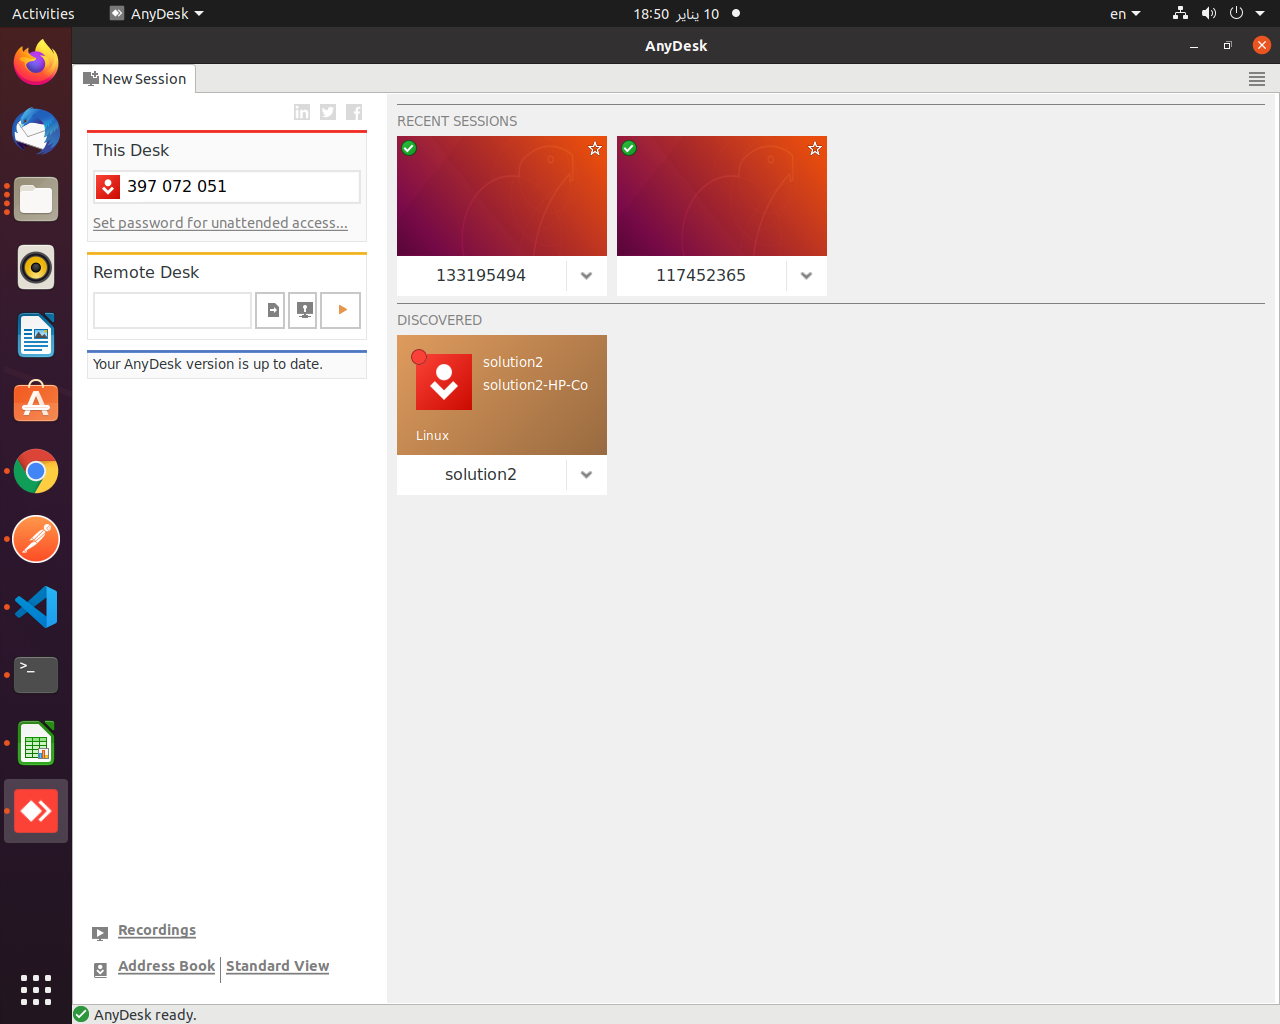 Activities
AnyDesk
10 يناير 18:50
en
AnyDesk
New Session
This Desk
397 072 051
Set password for unattended access...
Remote Desk
Your AnyDesk version is up to date.
Recordings
Address Book
Standard View
RECENT SESSIONS
133195494
117452365
DISCOVERED
solution2
solution2-HP-Co
Linux
solution2
AnyDesk ready.